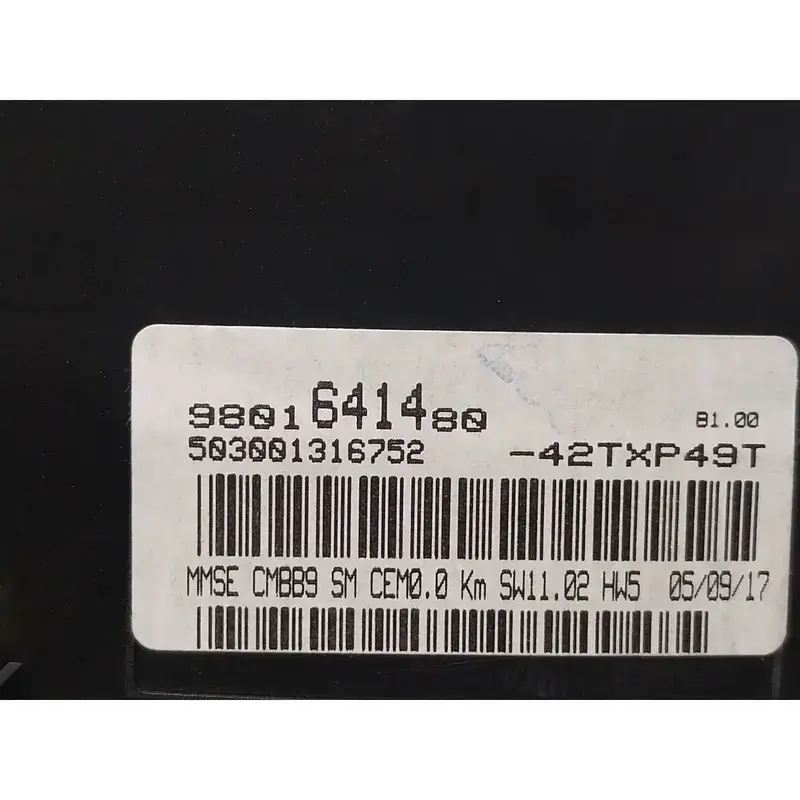 9801641480 B1.00
503001316752 -42TXP49T
MMSE CMBB9 SM CEM0.0 Km SW11.02 HW5 05/09/17